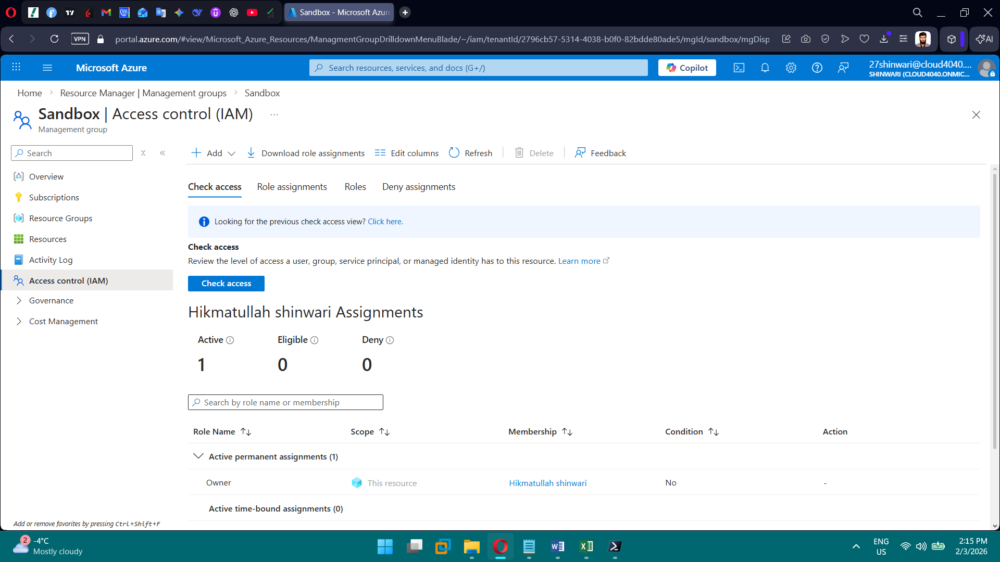 Sandbox - Microsoft Azure
VPN
portal.azure.com/#view/Microsoft_Azure_Resources/ManagmentGroupDrilldownMenuBlade/~/iam/tenantId/2796cb57-5314-4038-b0f0-82bdde80ade5/mgId/sandbox/mgDisp
AI
Microsoft Azure
Search resources, services, and docs (G+/)
Copilot
27shinwari@cloud4040....
SHINWARI (CLOUD4040.ONMIC...
Home > Resource Manager | Management groups > Sandbox
Sandbox | Access control (IAM) ...
Management group
Search
Add
Download role assignments
Edit columns
Refresh
Delete
Feedback
Overview
Subscriptions
Resource Groups
Resources
Activity Log
Access control (IAM)
Governance
Cost Management
Check access
Role assignments
Roles
Deny assignments
Looking for the previous check access view? Click here.
Check access
Review the level of access a user, group, service principal, or managed identity has to this resource. Learn more
Check access
Hikmatullah shinwari Assignments
Active
Eligible
Deny
1
0
0
Search by role name or membership
Role Name
Scope
Membership
Condition
Action
Active permanent assignments (1)
Owner
This resource
Hikmatullah shinwari
No
-
Active time-bound assignments (0)
Add or remove favorites by pressing Ctrl+Shift+F
2
-4°C
Mostly cloudy
ENG
US
2:15 PM
2/3/2026